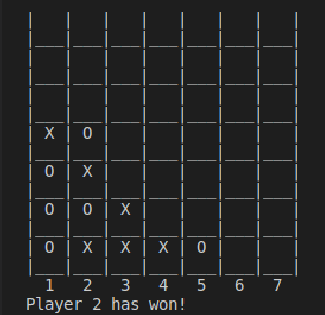 X O
O X
O O X
O X X X O
1 2 3 4 5 6 7
Player 2 has won!